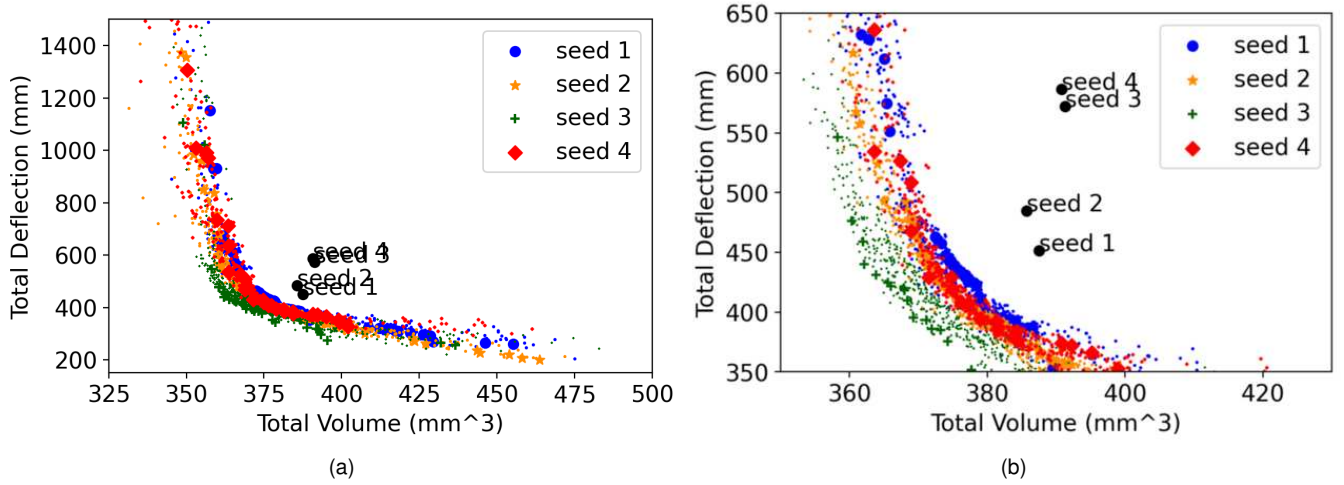 1400
1200
1000
800
600
400
200
Total Deflection (mm)
325
350
375
400
425
450
475
500
Total Volume (mm^3)
seed 1
seed 2
seed 3
seed 4
seed 4
seed 3
seed 2
seed 1
(a)
650
600
550
500
450
400
350
Total Deflection (mm)
360
380
400
420
Total Volume (mm^3)
seed 1
seed 2
seed 3
seed 4
seed 4
seed 3
seed 2
seed 1
(b)